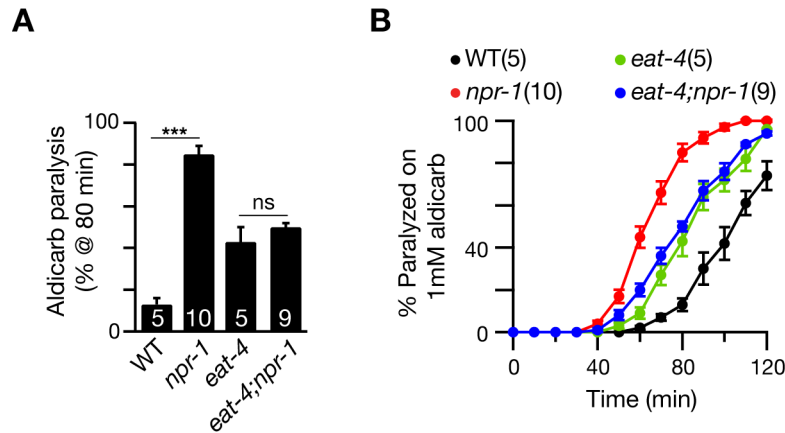 A
Aldicarb paralysis
(% @ 80 min)
100
0
***
ns
5
10
5
9
WT
npr-1
eat-4
eat-4;npr-1
B
WT(5)
eat-4(5)
npr-1(10)
eat-4;npr-1(9)
% Paralyzed on
1mM aldicarb
100
40
0
0
40
80
120
Time (min)